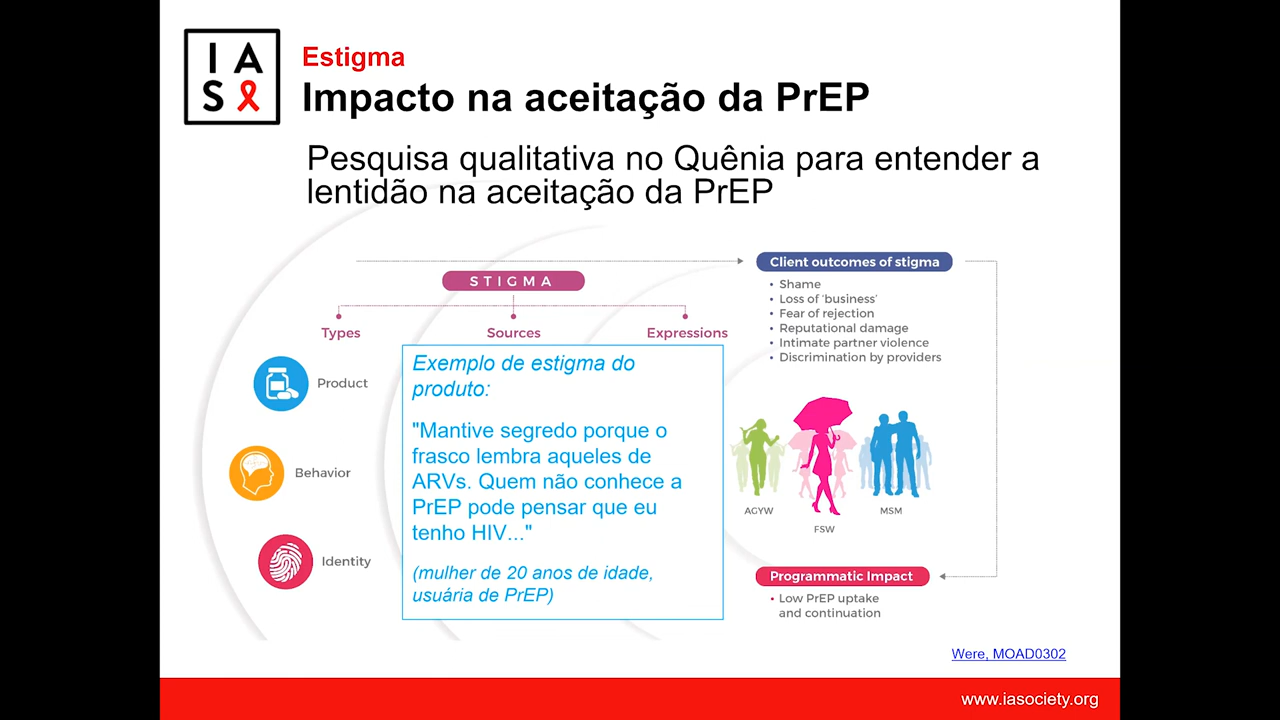 IAS
Estigma
Impacto na aceitação da PrEP
Pesquisa qualitativa no Quênia para entender a
lentidão na aceitação da PrEP
STIGMA
Types
Sources
Expressions
Product
Behavior
Identity
Exemplo de estigma do
produto:
"Mantive segredo porque o
frasco lembra aqueles de
ARVs. Quem não conhece a
PrEP pode pensar que eu
tenho HIV..."
(mulher de 20 anos de idade,
usuária de PrEP)
Client outcomes of stigma
• Shame
• Loss of 'business'
• Fear of rejection
• Reputational damage
• Intimate partner violence
• Discrimination by providers
AGYW
FSW
MSM
Programmatic Impact
• Low PrEP uptake
and continuation
Were, MOAD0302
www.iasociety.org